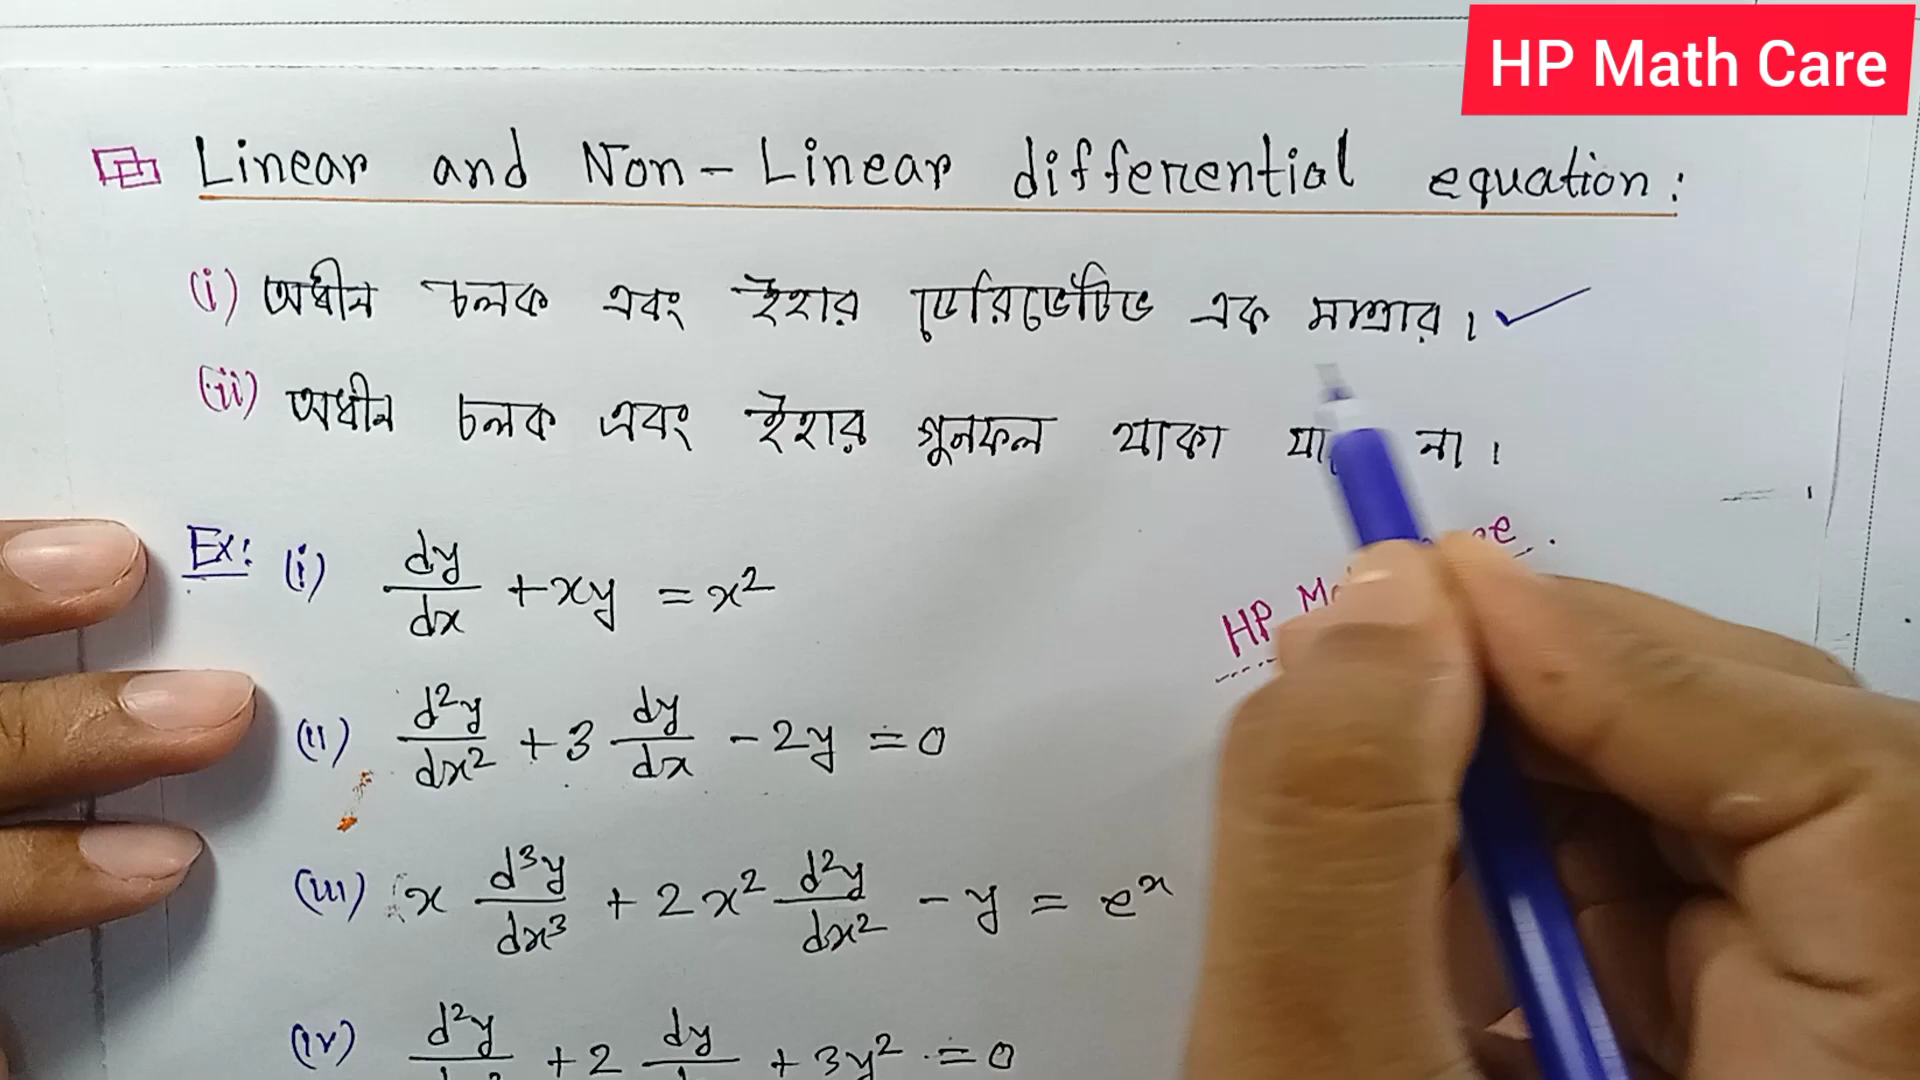 HP Math Care
Linear and Non-Linear differential equation:
(i) অধীন চলক এবং ইহার ডেরিভেটিভ এক মাত্রার।
(ii) অধীন চলক এবং ইহার গুনফল থাকা না।
Ex: (i) dy/dx + xy = x²
(ii) d²y/dx² + 3 dy/dx - 2y = 0
(iii) x d³y/dx³ + 2x² d²y/dx² - y = eˣ
(iv) d²y + 2 dy + 3y² = 0
HP